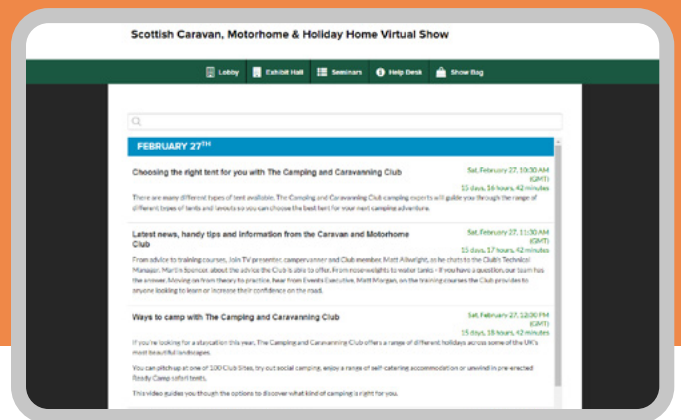 Scottish Caravan, Motorhome & Holiday Home Virtual Show
Lobby Exhibit Hall Seminars Help Desk Show Bag
FEBRUARY 27TH
Choosing the right tent for you with The Camping and Caravanning Club
Sat, February 27, 10:30 AM
(GMT)
15 days, 16 hours, 42 minutes
There are many different types of tent available. The Camping and Caravanning Club camping experts will guide you through the range of
different types of tents and layouts so you can choose the best tent for your next camping adventure.
Latest news, handy tips and information from the Caravan and Motorhome
Club
Sat, February 27, 11:30 AM
(GMT)
15 days, 17 hours, 42 minutes
From advice to training courses, Join TV presenter, campervanner and Club member, Matt Allwright, as he chats to the Club's Technical
Manager, Martin Spencer, about the advice the Club is able to offer. From nose-weights to water tanks - if you have a question, our team has
the answer. Moving on from theory to practice, hear from Events Executive, Matt Morgan, on the training courses the Club provides to
anyone looking to learn or increase their confidence on the road.
Ways to camp with The Camping and Caravanning Club
Sat, February 27, 12:00 PM
(GMT)
15 days, 18 hours, 42 minutes
If you're looking for a staycation this year, The Camping and Caravanning Club offers a range of different holidays across some of the UK's
most beautiful landscapes.
You can pitch up at one of 100 Club Sites, try out social camping, enjoy a range of self-catering accommodation or unwind in pre-erected
Ready Camp safari tents.
This video guides you though the options to discover what kind of camping is right for you.